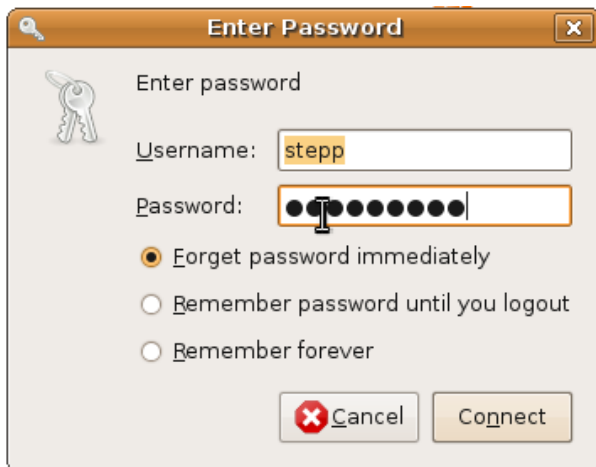 Enter Password
Enter password
Username: stepp
Password: ●●●●●●●●●
Forget password immediately
Remember password until you logout
Remember forever
Cancel Connect